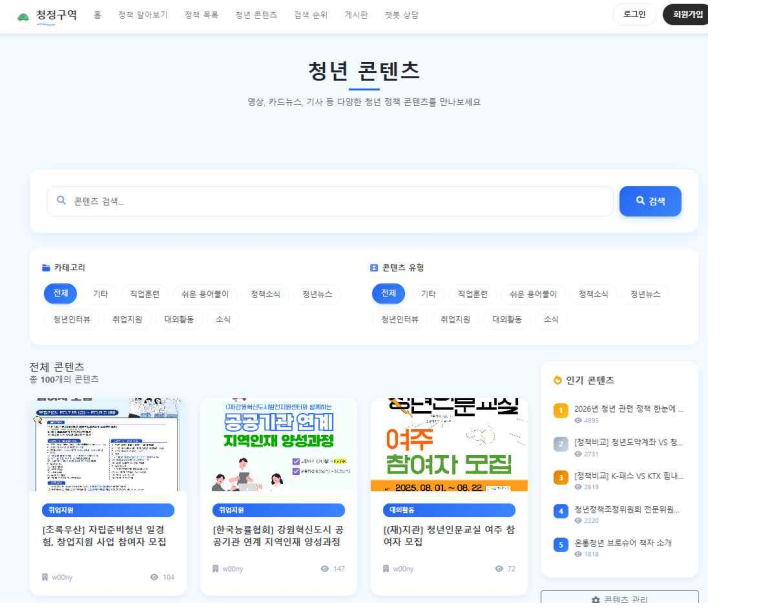 청정구역 홈 정책 알아보기 정책 목록 청년 콘텐츠 검색 순위 게시판 챗봇 상담 로그인 회원가입
청년 콘텐츠
영상, 카드뉴스, 기사 등 다양한 청년 정책 콘텐츠를 만나보세요
콘텐츠 검색... 검색
카테고리
전체 기타 직업훈련 쉬운 용어풀이 정책소식 청년뉴스
청년인터뷰 취업지원 대외활동 소식
콘텐츠 유형
전체 기타 직업훈련 쉬운 용어풀이 정책소식 청년뉴스
청년인터뷰 취업지원 대외활동 소식
전체 콘텐츠
총 100개의 콘텐츠
취업지원
[초록우산] 자립준비청년 일경
험, 창업지원 사업 참여자 모집
w00ny 104
공공기관 연계
지역인재 양성과정
취업지원
[한국능률협회] 강원혁신도시 공
공기관 연계 지역인재 양성과정
w00ny 147
청년인문교실
여주
참여자 모집
2025. 08. 01. ~ 08. 22.
대외활동
[(재)지관] 청년인문교실 여주 참
여자 모집
w00ny 72
인기 콘텐츠
1 2026년 청년 관련 정책 한눈에 ...
4895
2 [정책비교] 청년도약계좌 VS 청...
2731
3 [정책비교] K-패스 VS KTX 힘내...
2619
4 청년정책조정위원회 전문위원...
2220
5 온통청년 브로슈어 책자 소개
1818
콘텐츠 관리